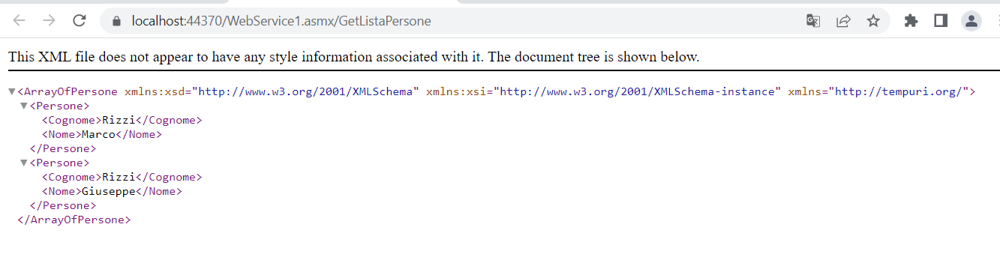 localhost:44370/WebService1.asmx/GetListaPersone
This XML file does not appear to have any style information associated with it. The document tree is shown below.
▼<ArrayOfPersone xmlns:xsd="http://www.w3.org/2001/XMLSchema" xmlns:xsi="http://www.w3.org/2001/XMLSchema-instance" xmlns="http://tempuri.org/">
▼<Persone>
<Cognome>Rizzi</Cognome>
<Nome>Marco</Nome>
</Persone>
▼<Persone>
<Cognome>Rizzi</Cognome>
<Nome>Giuseppe</Nome>
</Persone>
</ArrayOfPersone>